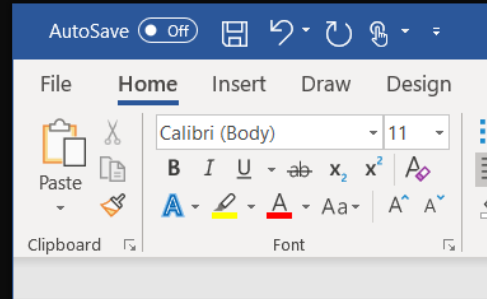 AutoSave Off
File Home Insert Draw Design
Calibri (Body) 11
B I U ab x2 x2
Paste
A A Aa A A
Clipboard Font